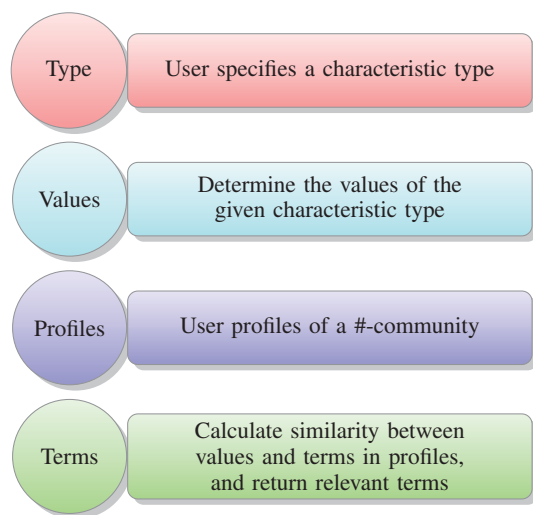 Type
User specifies a characteristic type
Values
Determine the values of the
given characteristic type
Profiles
User profiles of a #-community
Terms
Calculate similarity between
values and terms in profiles,
and return relevant terms